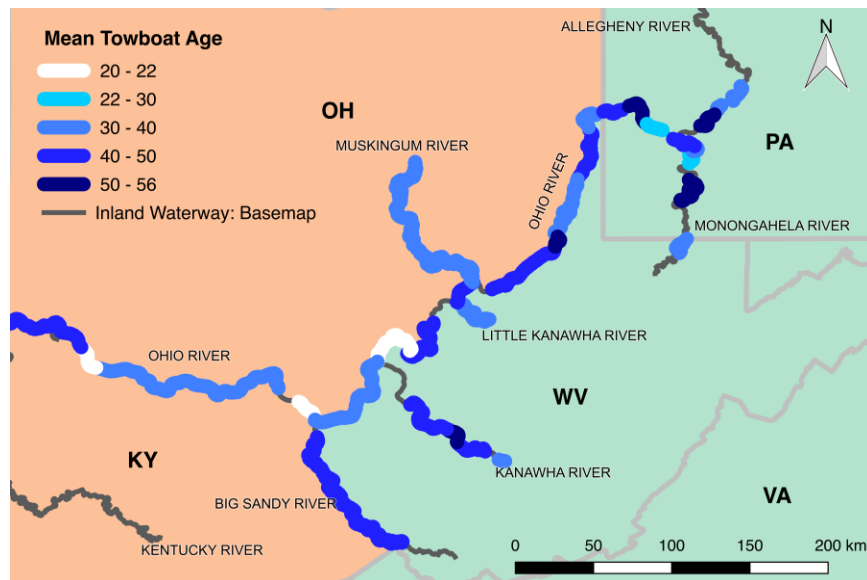 Mean Towboat Age
20 - 22
22 - 30
30 - 40
40 - 50
50 - 56
Inland Waterway: Basemap
ALLEGHENY RIVER
N
OH
MUSKINGUM RIVER
PA
OHIO RIVER
MONONGAHELA RIVER
LITTLE KANAWHA RIVER
OHIO RIVER
WV
KY
KANAWHA RIVER
BIG SANDY RIVER
VA
KENTUCKY RIVER
0 50 100 150 200 km